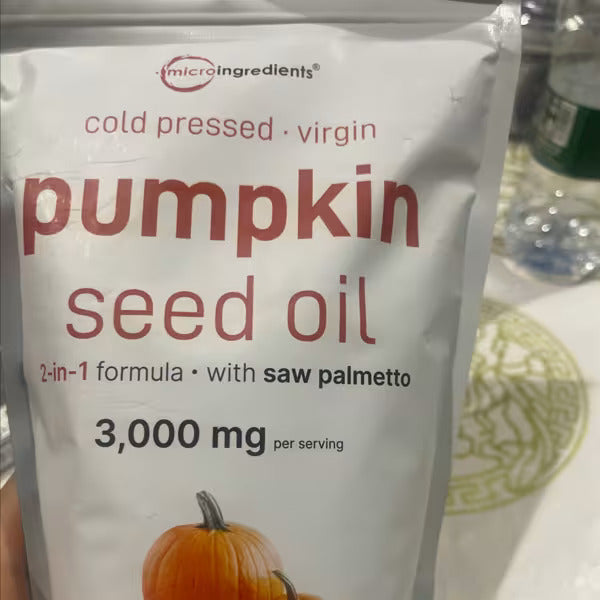 microingredients®
cold pressed · virgin
pumpkin
seed oil
2-in-1 formula • with saw palmetto
3,000 mg per serving